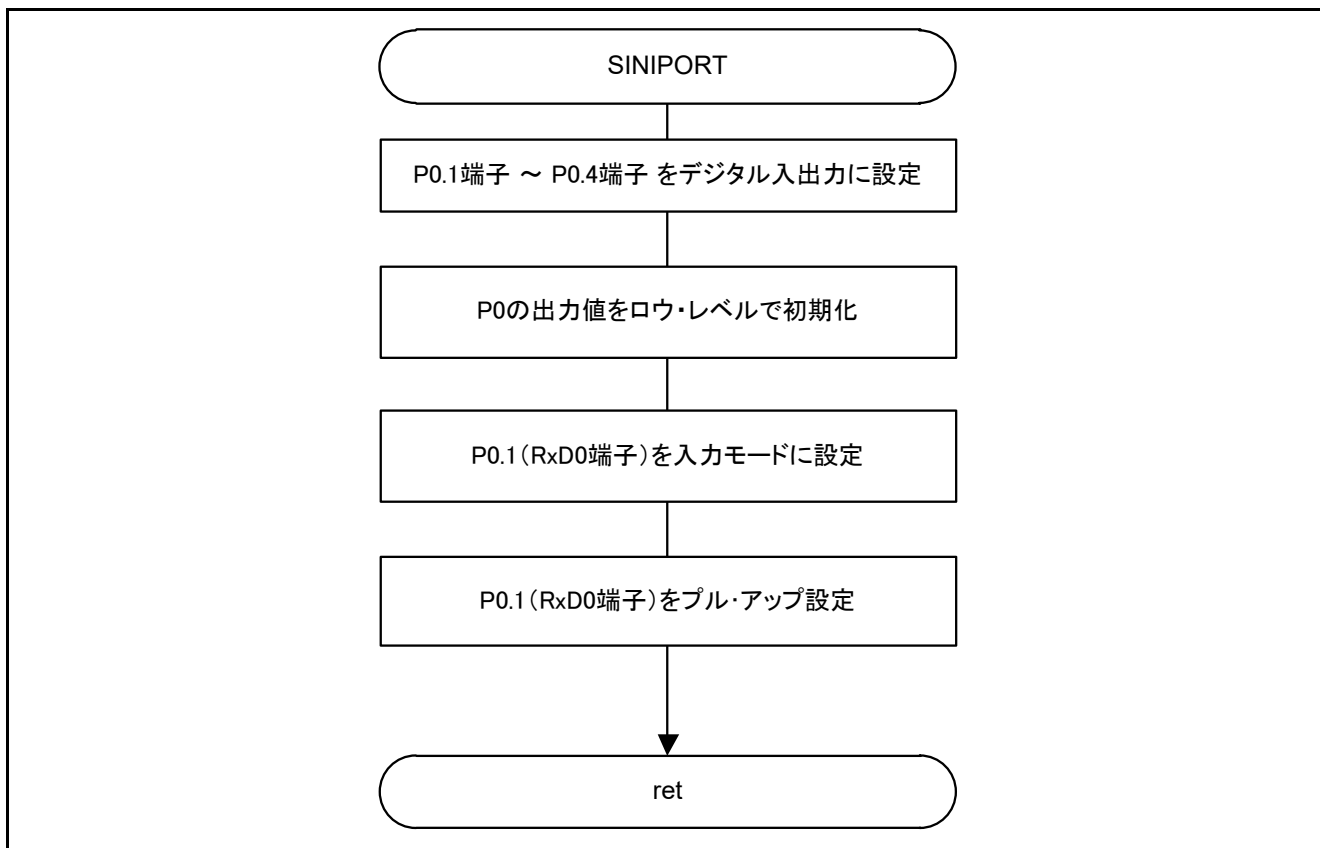 SINIPORT
P0.1端子 ～ P0.4端子 をデジタル入出力に設定
P0の出力値をロウ・レベルで初期化
P0.1（RxD0端子）を入力モードに設定
P0.1（RxD0端子）をプル・アップ設定
ret